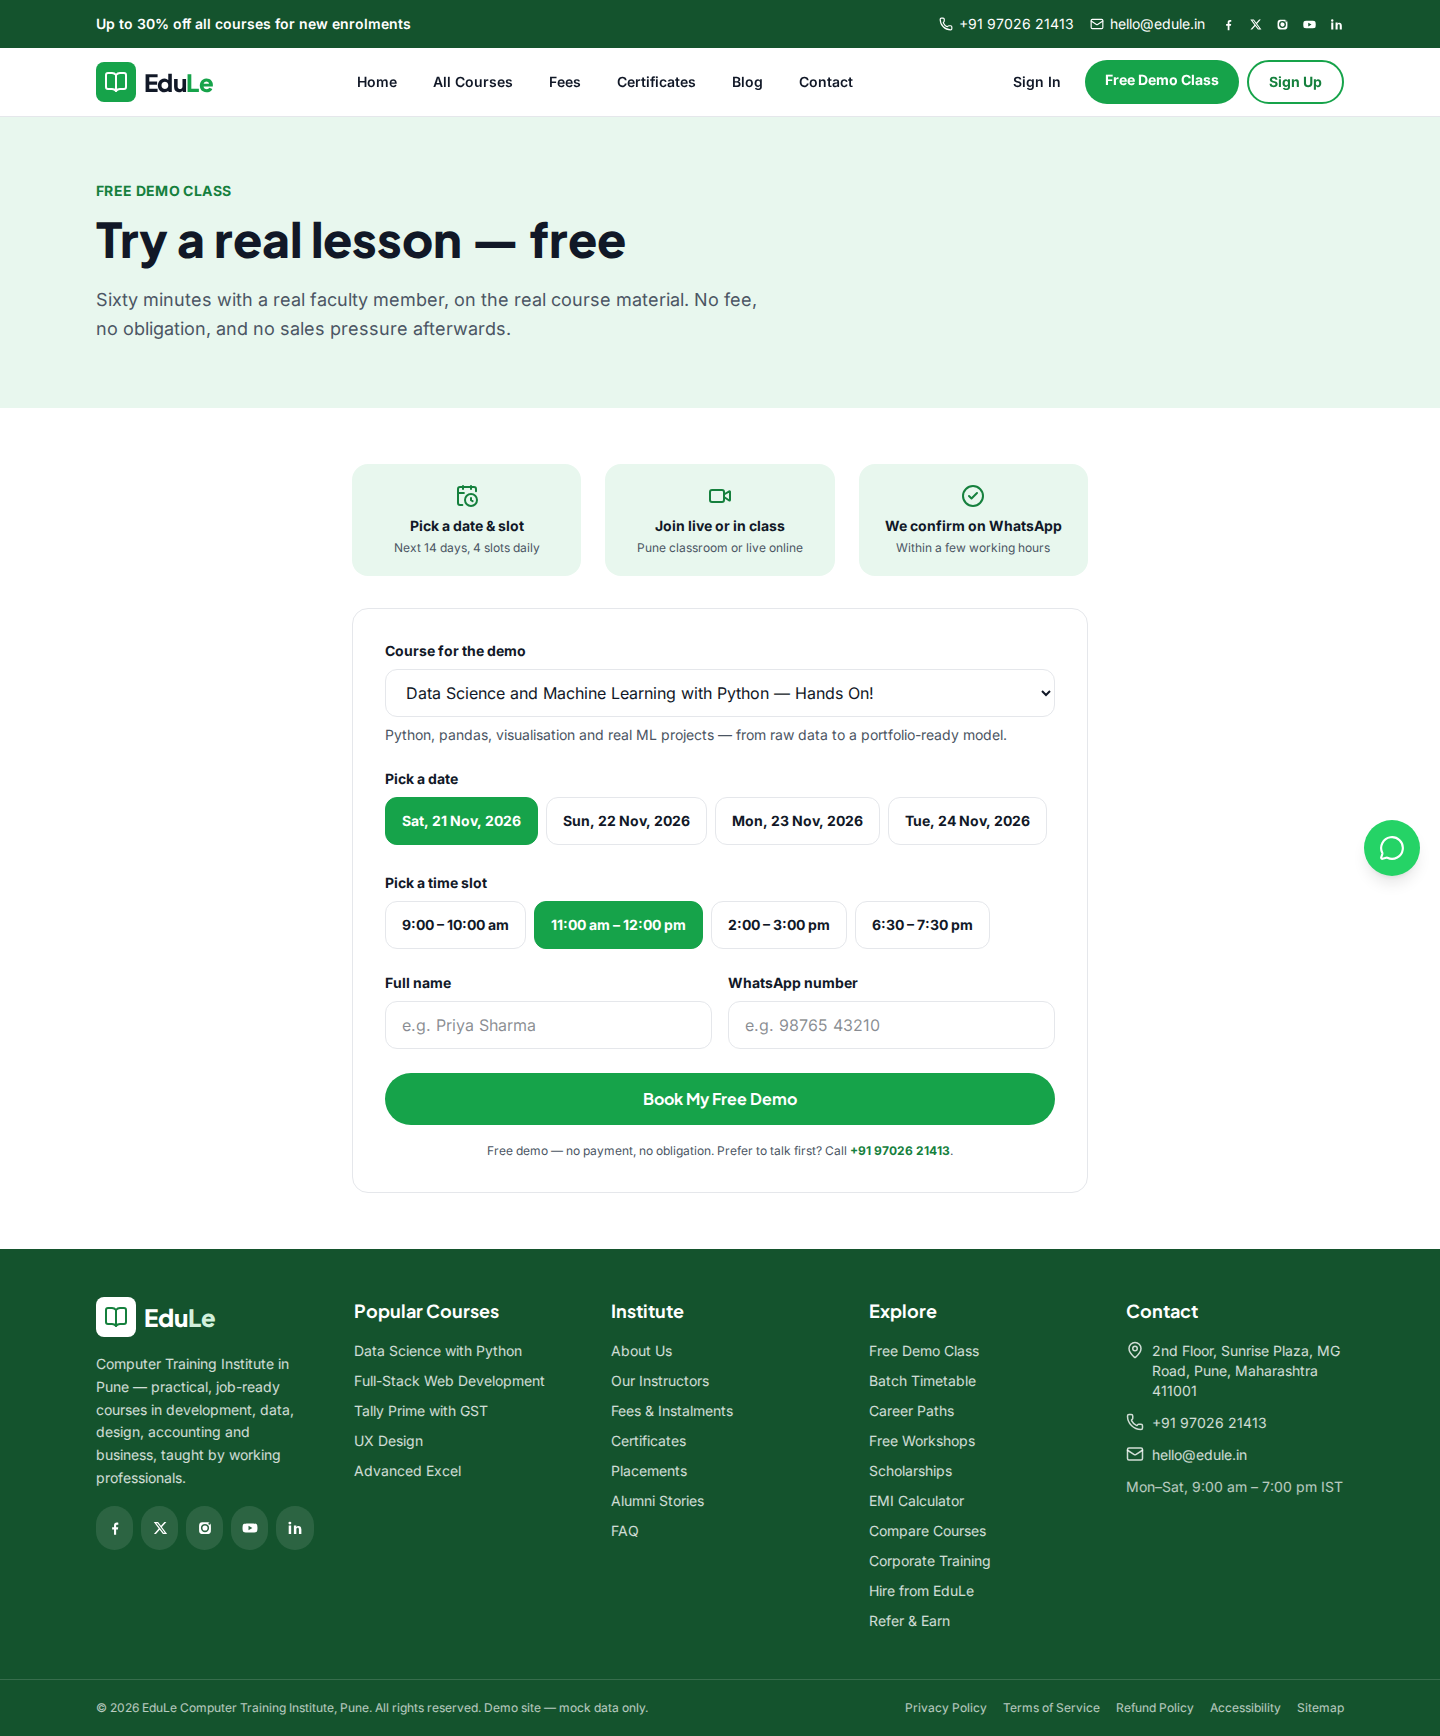 Up to 30% off all courses for new enrolments
+91 97026 21413
hello@edule.in
EduLe
Home
All Courses
Fees
Certificates
Blog
Contact
Sign In
Free Demo Class
Sign Up
FREE DEMO CLASS
Try a real lesson — free
Sixty minutes with a real faculty member, on the real course material. No fee,
no obligation, and no sales pressure afterwards.
Pick a date & slot
Next 14 days, 4 slots daily
Join live or in class
Pune classroom or live online
We confirm on WhatsApp
Within a few working hours
Course for the demo
Data Science and Machine Learning with Python — Hands On!
Python, pandas, visualisation and real ML projects — from raw data to a portfolio-ready model.
Pick a date
Sat, 21 Nov, 2026
Sun, 22 Nov, 2026
Mon, 23 Nov, 2026
Tue, 24 Nov, 2026
Pick a time slot
9:00 – 10:00 am
11:00 am – 12:00 pm
2:00 – 3:00 pm
6:30 – 7:30 pm
Full name
WhatsApp number
e.g. Priya Sharma
e.g. 98765 43210
Book My Free Demo
Free demo — no payment, no obligation. Prefer to talk first? Call +91 97026 21413.
EduLe
Computer Training Institute in
Pune — practical, job-ready
courses in development, data,
design, accounting and
business, taught by working
professionals.
Popular Courses
Data Science with Python
Full-Stack Web Development
Tally Prime with GST
UX Design
Advanced Excel
Institute
About Us
Our Instructors
Fees & Instalments
Certificates
Placements
Alumni Stories
FAQ
Explore
Free Demo Class
Batch Timetable
Career Paths
Free Workshops
Scholarships
EMI Calculator
Compare Courses
Corporate Training
Hire from EduLe
Refer & Earn
Contact
2nd Floor, Sunrise Plaza, MG
Road, Pune, Maharashtra
411001
+91 97026 21413
hello@edule.in
Mon–Sat, 9:00 am – 7:00 pm IST
© 2026 EduLe Computer Training Institute, Pune. All rights reserved. Demo site — mock data only.
Privacy Policy
Terms of Service
Refund Policy
Accessibility
Sitemap